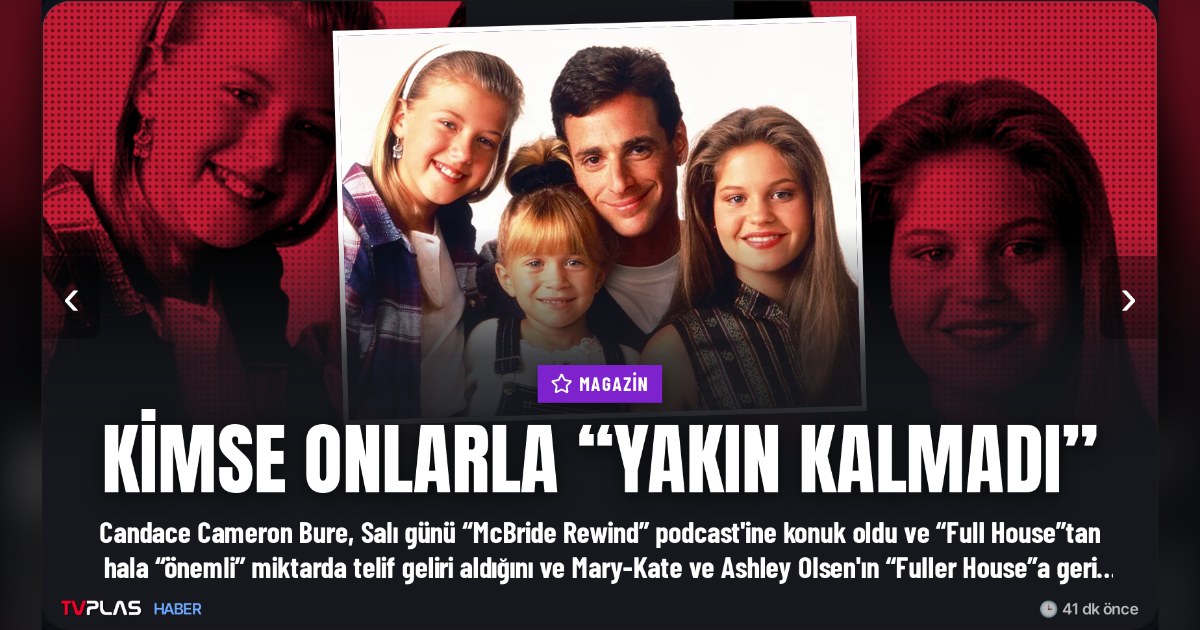 MAGAZİN
KİMSE ONLARLA “YAKIN KALMADI”
Candace Cameron Bure, Salı günü “McBride Rewind” podcast'ine konuk oldu ve “Full House”tan
hala “önemli” miktarda telif geliri aldığını ve Mary-Kate ve Ashley Olsen'ın “Fuller House”a geri...
TVPLAS HABER
41 dk önce